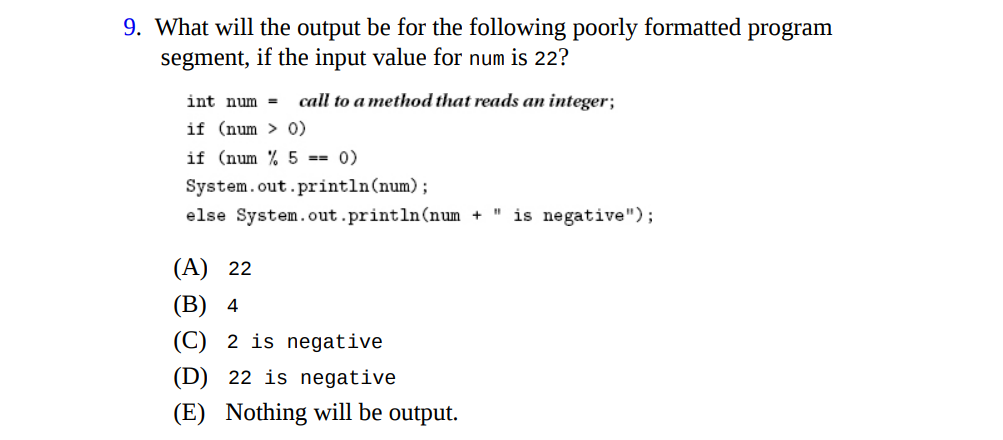 9. What will the output be for the following poorly formatted program
segment, if the input value for num is 22?
int num = call to a method that reads an integer;
if (num > 0)
if (num % 5 == 0)
System.out.println(num);
else System.out.println(num + " is negative");
(A) 22
(B) 4
(C) 2 is negative
(D) 22 is negative
(E) Nothing will be output.